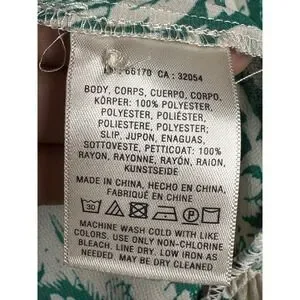 RN : 66170 CA : 32054
BODY, CORPS, CUERPO, CORPO,
KÖRPER: 100% POLYESTER,
POLYESTER, POLIÉSTER,
POLIESTERE, POLYESTER;
SLIP, JUPON, ENAGUAS,
SOTTOVESTE, PETTICOAT: 100%
RAYON, RAYONNE, RAYÓN, RAION,
KUNSTSEIDE
MADE IN CHINA, HECHO EN CHINA,
FABRIQUÉ EN CHINE
MACHINE WASH COLD WITH LIKE
COLORS. USE ONLY NON-CHLORINE
BLEACH. LINE DRY. LOW IRON AS
NEEDED. MAY BE DRY CLEANED.